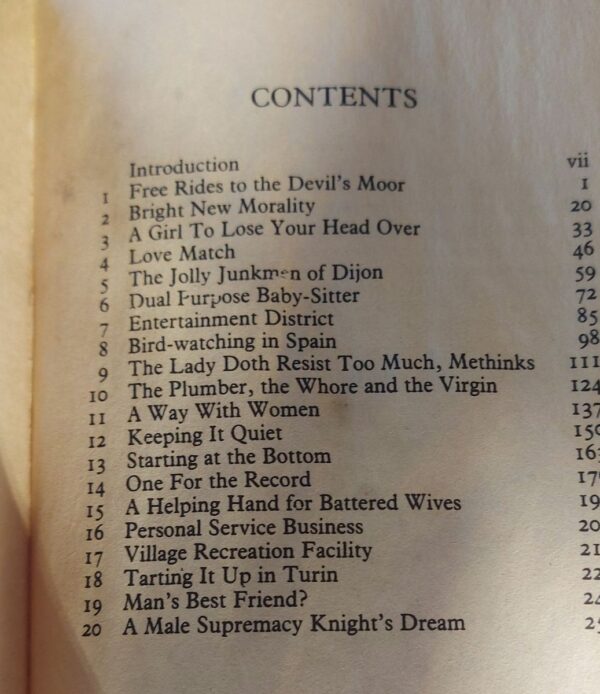 CONTENTS
Introduction vii
1 Free Rides to the Devil's Moor 1
2 Bright New Morality 20
3 A Girl To Lose Your Head Over 33
4 Love Match 46
5 The Jolly Junkmen of Dijon 59
6 Dual Purpose Baby-Sitter 72
7 Entertainment District 85
8 Bird-watching in Spain 98
9 The Lady Doth Resist Too Much, Methinks 111
10 The Plumber, the Whore and the Virgin 124
11 A Way With Women 137
12 Keeping It Quiet
13 Starting at the Bottom
14 One For the Record
15 A Helping Hand for Battered Wives
16 Personal Service Business
17 Village Recreation Facility
18 Tarting It Up in Turin
19 Man's Best Friend?
20 A Male Supremacy Knight's Dream